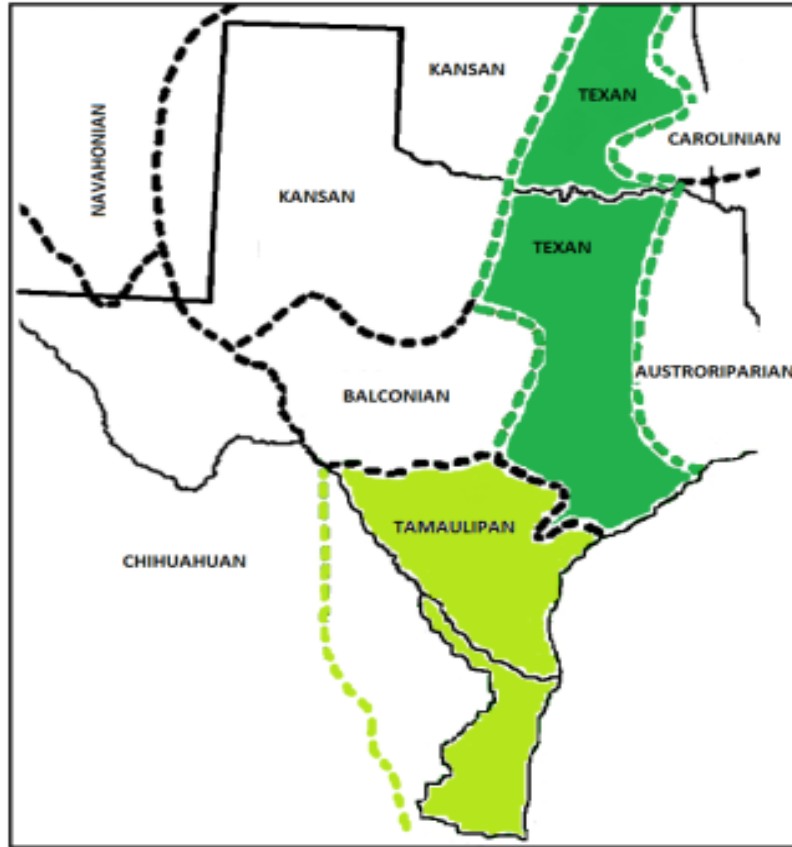 KANSAN
TEXAN
CAROLINIAN
NAVAHONIAN
KANSAN
TEXAN
AUSTRORIPARIAN
BALCONIAN
TAMAULIPAN
CHIHUAHUAN